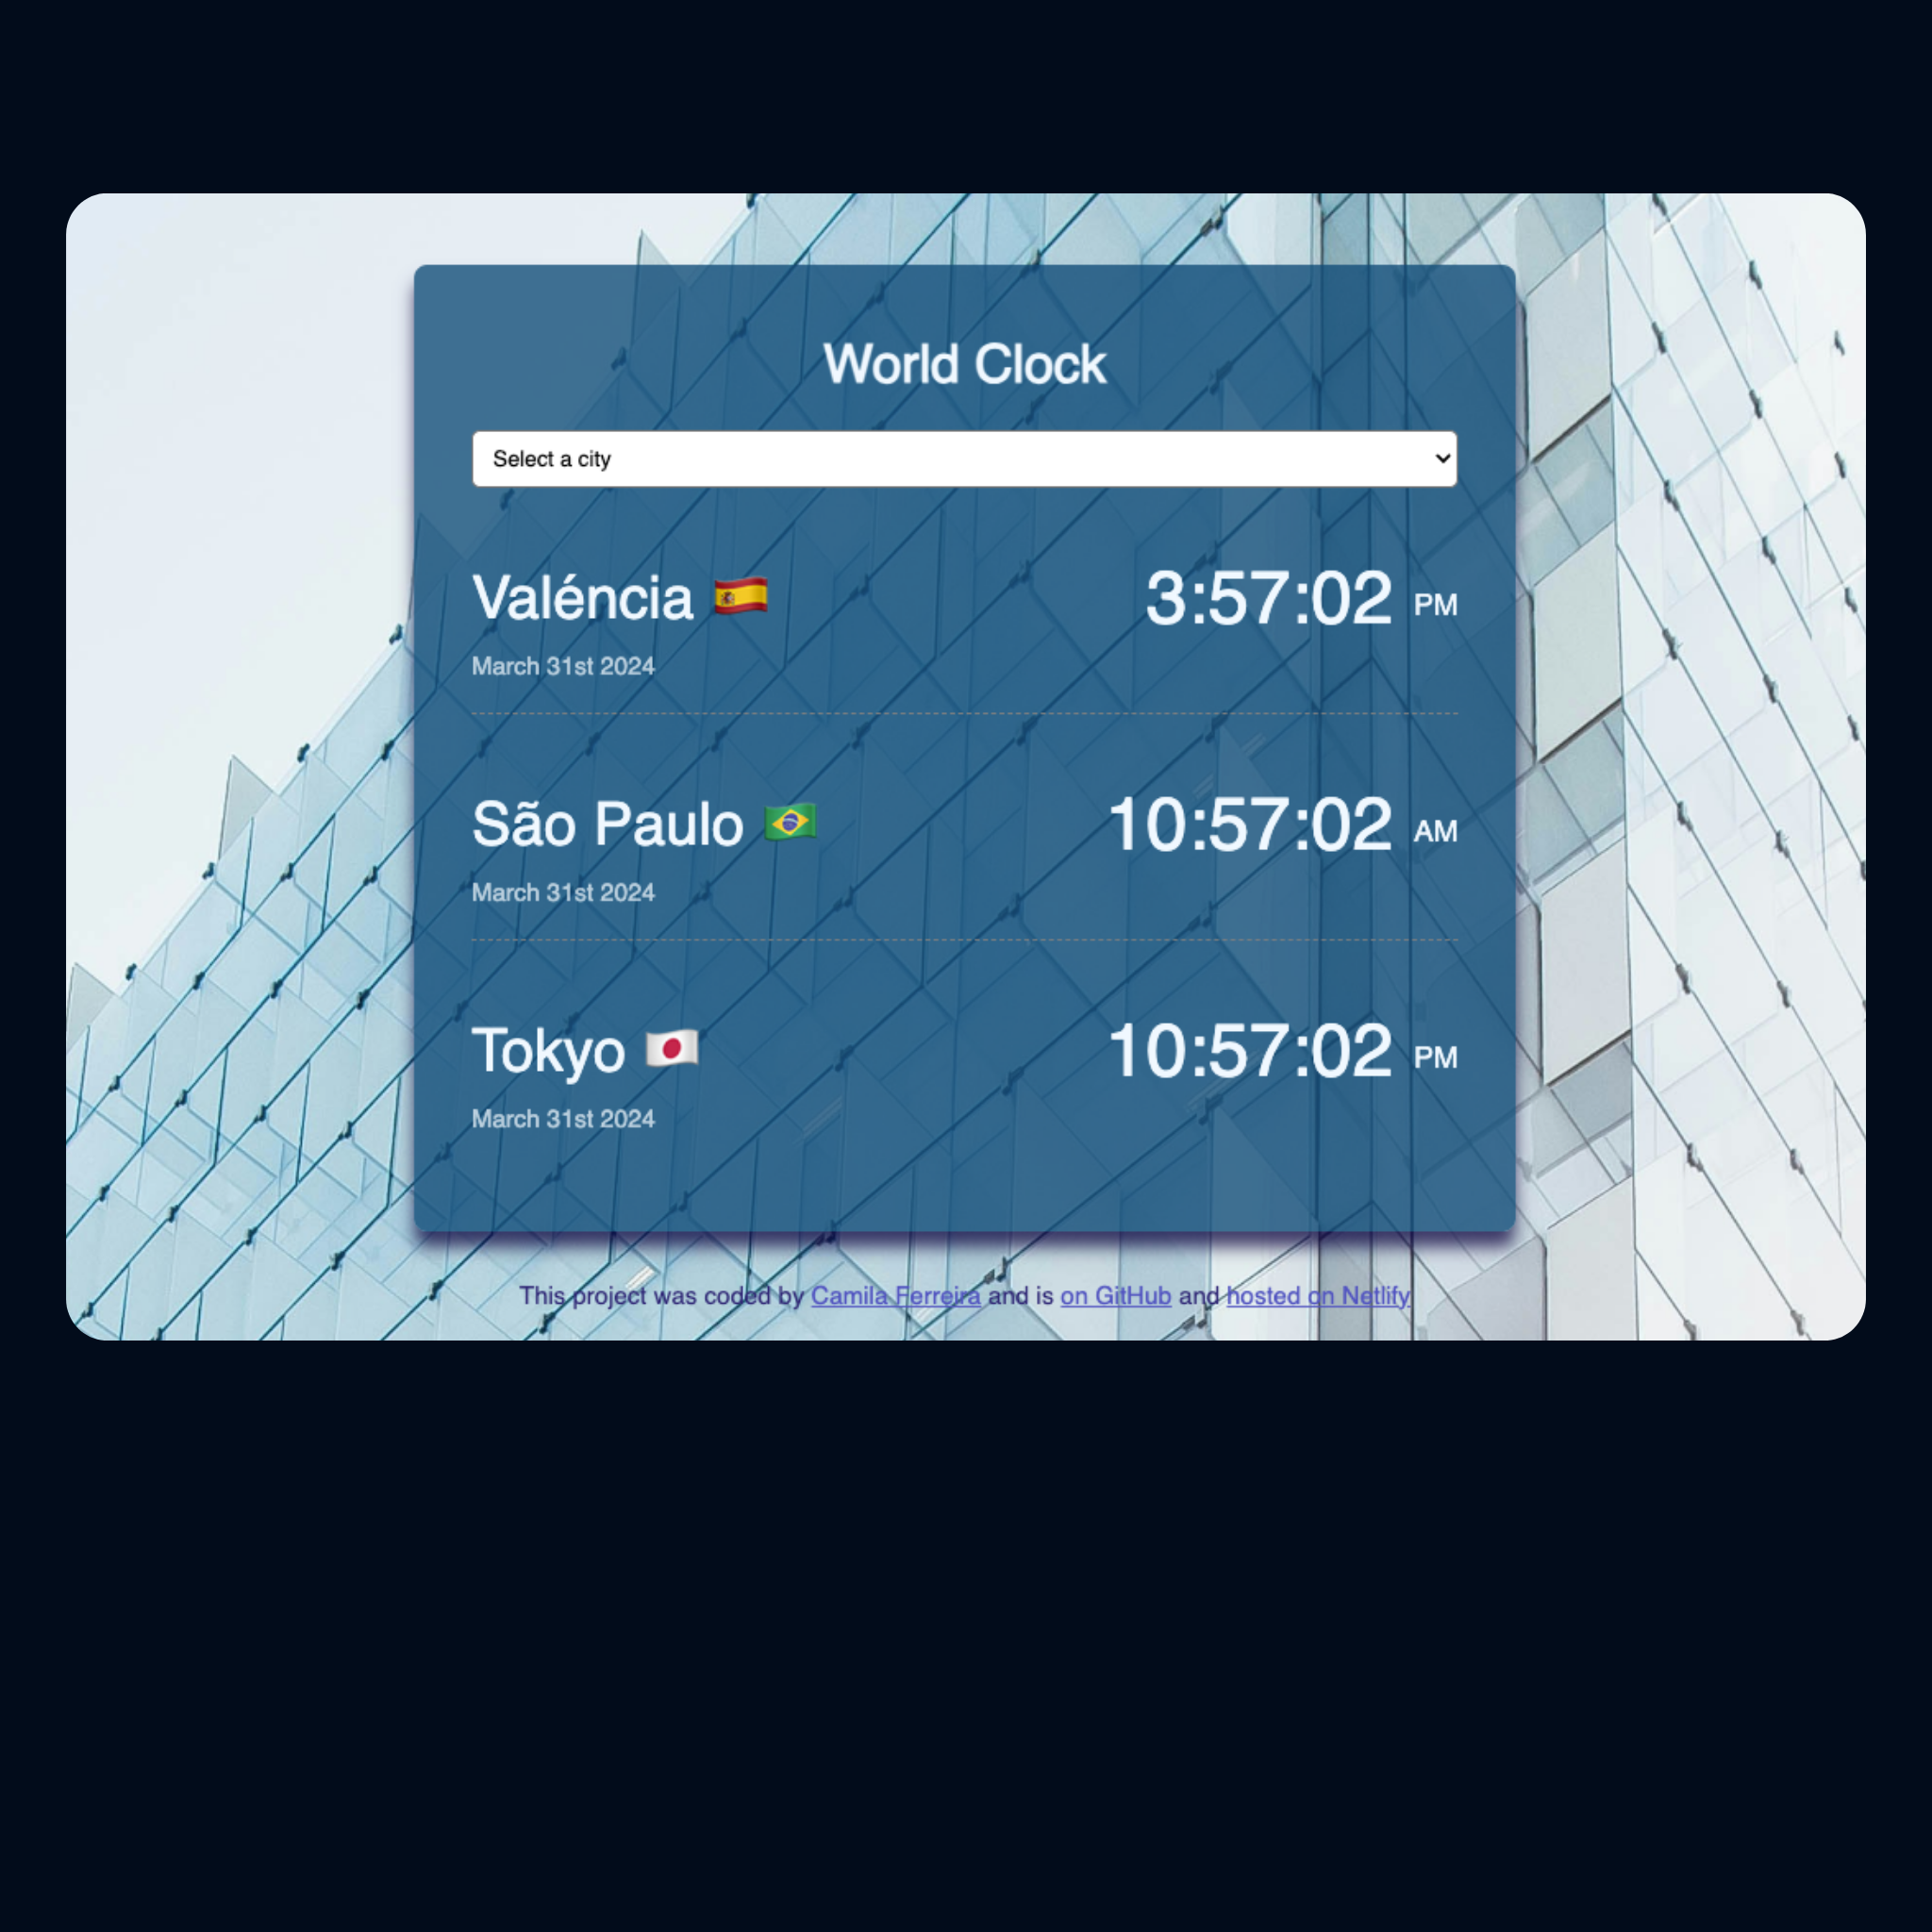 World Clock
Select a city
Valéncia 3:57:02 PM
March 31st 2024
São Paulo 10:57:02 AM
March 31st 2024
Tokyo 10:57:02 PM
March 31st 2024
This project was coded by Camila Ferreira and is on GitHub and hosted on Netlify